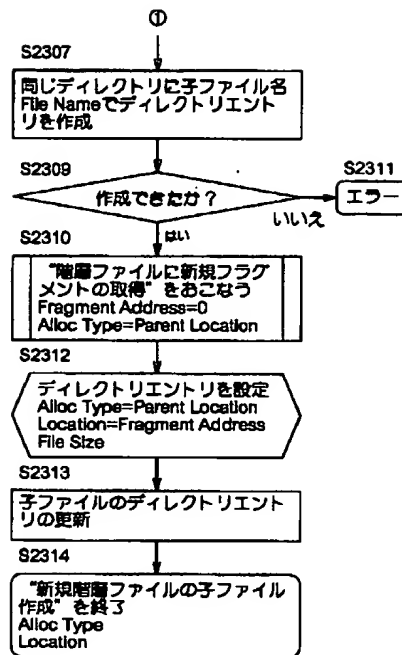 ①
S2307
同じディレクトリに子ファイル名
File Nameでディレクトリエント
リを作成
S2309
作成できたか？
S2311
エラー
いいえ
はい
S2310
“階層ファイルに新規フラグ
メントの取得”をおこなう
Fragment Address=0
Alloc Type=Parent Location
S2312
ディレクトリエントリを設定
Alloc Type=Parent Location
Location=Fragment Address
File Size
S2313
子ファイルのディレクトリエント
リの更新
S2314
“新規階層ファイルの子ファイル
作成”を終了
Alloc Type
Location